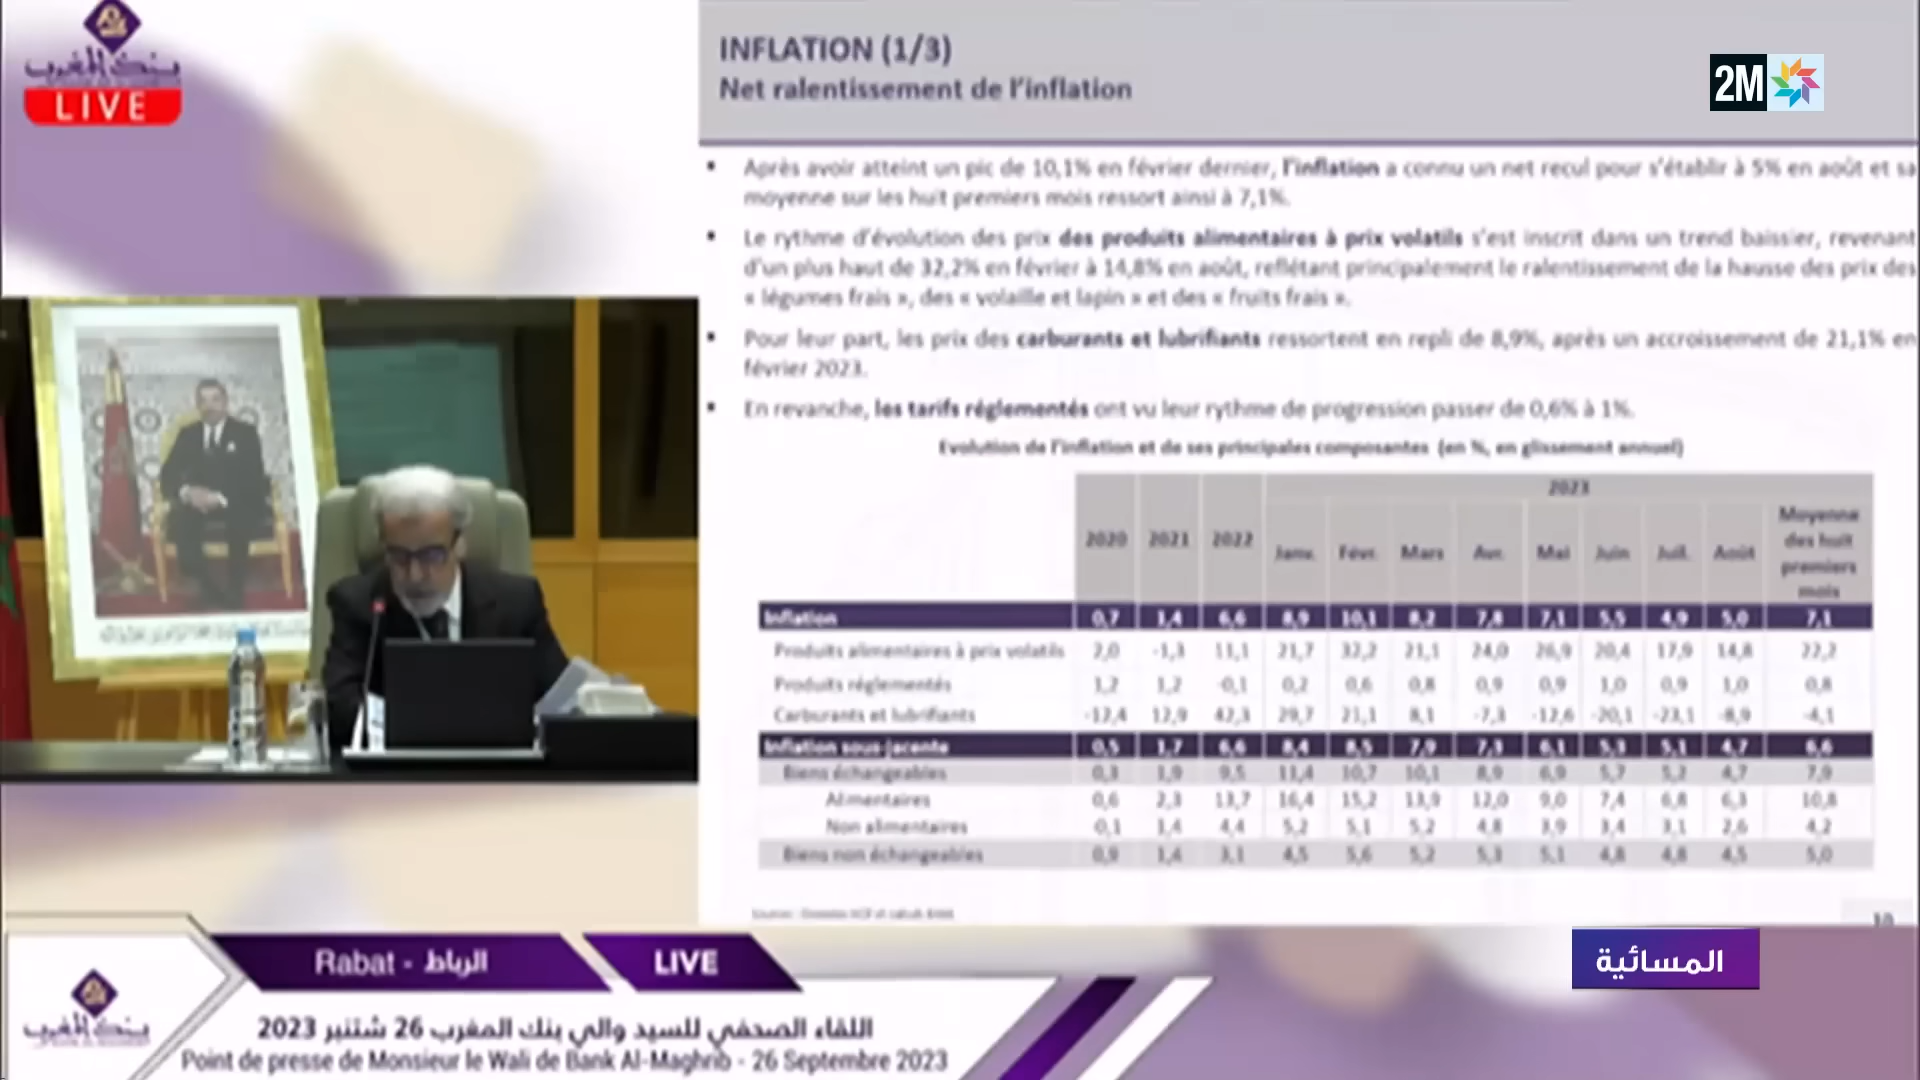 بنك المغرب
LIVE
INFLATION (1/3)
Net ralentissement de l'inflation
2M
▪ Après avoir atteint un pic de 10,1% en février dernier, l'inflation a connu un net recul pour s'établir à 5% en août et sa
moyenne sur les huit premiers mois ressort ainsi à 7,1%.
▪ Le rythme d'évolution des prix des produits alimentaires à prix volatils s'est inscrit dans un trend baissier, revenant
d'un plus haut de 32,2% en février à 14,8% en août, reflétant principalement le ralentissement de la hausse des prix des
« légumes frais », des « volaille et lapin » et des « fruits frais ».
▪ Pour leur part, les prix des carburants et lubrifiants ressortent en repli de 8,9%, après un accroissement de 21,1% en
février 2023.
▪ En revanche, les tarifs réglementés ont vu leur rythme de progression passer de 0,6% à 1%.
Evolution de l'inflation et de ses principales composantes (en %, en glissement annuel)
2023
2020 2021 2022 Janv. Févr. Mars Avr. Mai Juin Juil. Août Moyenne des huit premiers mois
Inflation 0,7 1,4 6,6 8,9 10,1 8,2 7,8 7,1 5,5 4,9 5,0 7,1
Produits alimentaires à prix volatils 2,0 -1,3 11,1 21,7 32,2 21,1 24,0 26,9 20,4 17,9 14,8 22,2
Produits réglementés 1,2 1,2 -0,1 0,2 0,6 0,8 0,9 0,9 1,0 0,9 1,0 0,8
Carburants et lubrifiants -12,4 12,9 42,3 29,7 21,1 8,1 -7,3 -12,6 -20,1 -23,1 -8,9 -4,1
Inflation sous-jacente 0,5 1,7 6,6 8,4 8,5 7,9 7,3 6,1 5,3 5,1 4,7 6,6
Biens échangeables 0,3 1,9 9,5 11,4 10,7 10,1 8,9 6,9 5,7 5,2 4,7 7,9
Alimentaires 0,6 2,3 13,7 16,4 15,2 13,9 12,0 9,0 7,4 6,8 6,3 10,8
Non alimentaires 0,1 1,4 4,4 5,2 5,1 5,2 4,8 3,9 3,4 3,1 2,6 4,2
Biens non échangeables 0,9 1,4 3,1 4,5 5,6 5,2 5,3 5,1 4,8 4,8 4,5 5,0
10
Rabat - الرباط
LIVE
المسائية
بنك المغرب
اللقاء الصحفي للسيد والي بنك المغرب 26 شتنبر 2023
Point de presse de Monsieur le Wali de Bank Al-Maghrib - 26 Septembre 2023